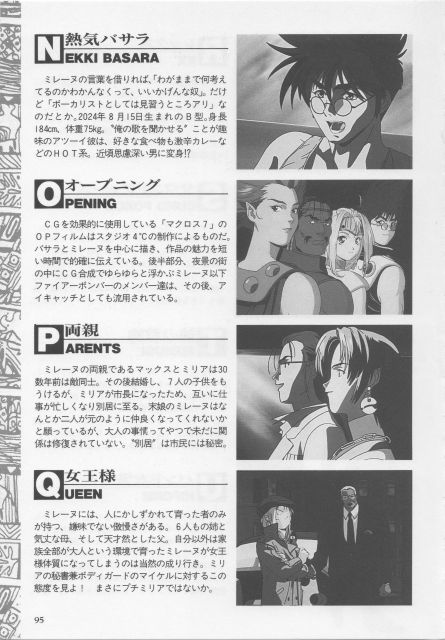 N 熱気バサラ
EKKI BASARA
ミレーヌの言葉を借りれば、「わがままで何考え
てるのかわかんなくって、いいかげんな奴」。だけ
ど「ボーカリストとしては見習うところアリ」な
のだとか。2024年8月15日生まれのB型。身長
184cm、体重75kg。“俺の歌を聞かせる”ことが趣
味のアツーイ彼は、好きな食べ物も激辛カレーな
どのHOT系。近頃思慮深い男に変身!?
O オープニング
PENING
CGを効果的に使用している「マクロス7」の
OPフィルムはスタジオ4℃の制作によるものだ。
バサラとミレーヌを中心に描き、作品の魅力を短
い時間で的確に伝えている。後半部分、夜景の街
の中にCG合成でゆらゆらと浮かぶミレーヌ以下
ファイアーボンバーのメンバー達は、その後、ア
イキャッチとしても流用されている。
P 両親
ARENTS
ミレーヌの両親であるマックスとミリアは30
数年前は敵同士。その後結婚し、7人の子供をも
うけるが、ミリアが市長になったため、互いに仕
事が忙しくなり別居に至る。末娘のミレーヌはな
んとか二人が元のように仲良くなってくれないか
と願っているが、大人の事情ってやつで未だに関
係は修復されていない。“別居”は市民には秘密。
Q 女王様
UEEN
ミレーヌには、人にかしずかれて育った者のみ
が持つ、嫌味でない傲慢さがある。6人もの姉と
気丈な母、そして天才然とした父。自分以外は家
族全部が大人という環境で育ったミレーヌが女王
様体質になってしまうのは当然の成り行き。ミリ
アの秘書兼ボディガードのマイケルに対するこの
態度を見よ！ まさにプチミリアではないか。
95